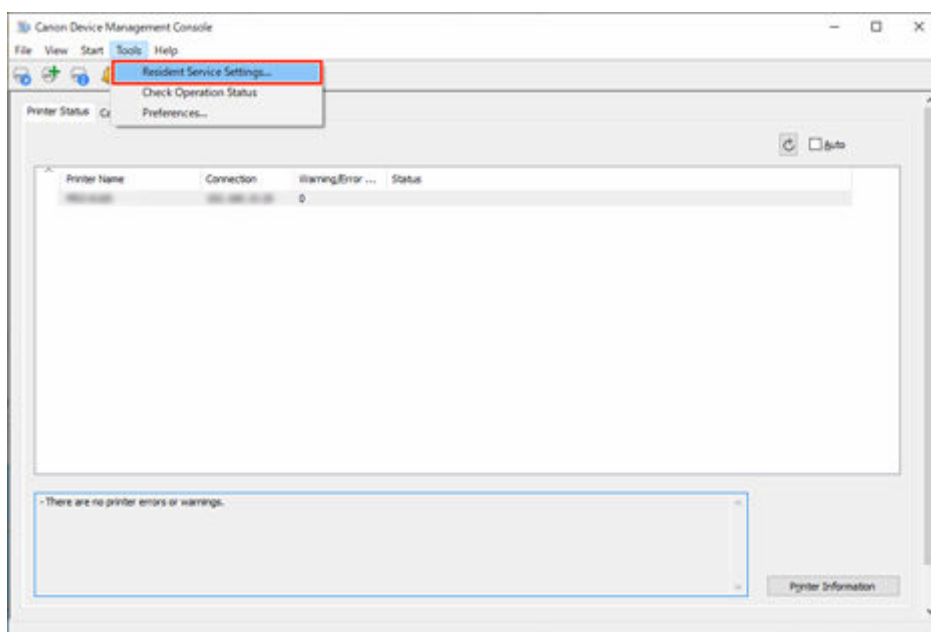 Canon Device Management Console
File View Start Tools Help
Resident Service Settings...
Check Operation Status
Preferences...
Printer Status
Auto
Printer Name Connection Warning/Error ... Status
0
- There are no printer errors or warnings.
Printer Information